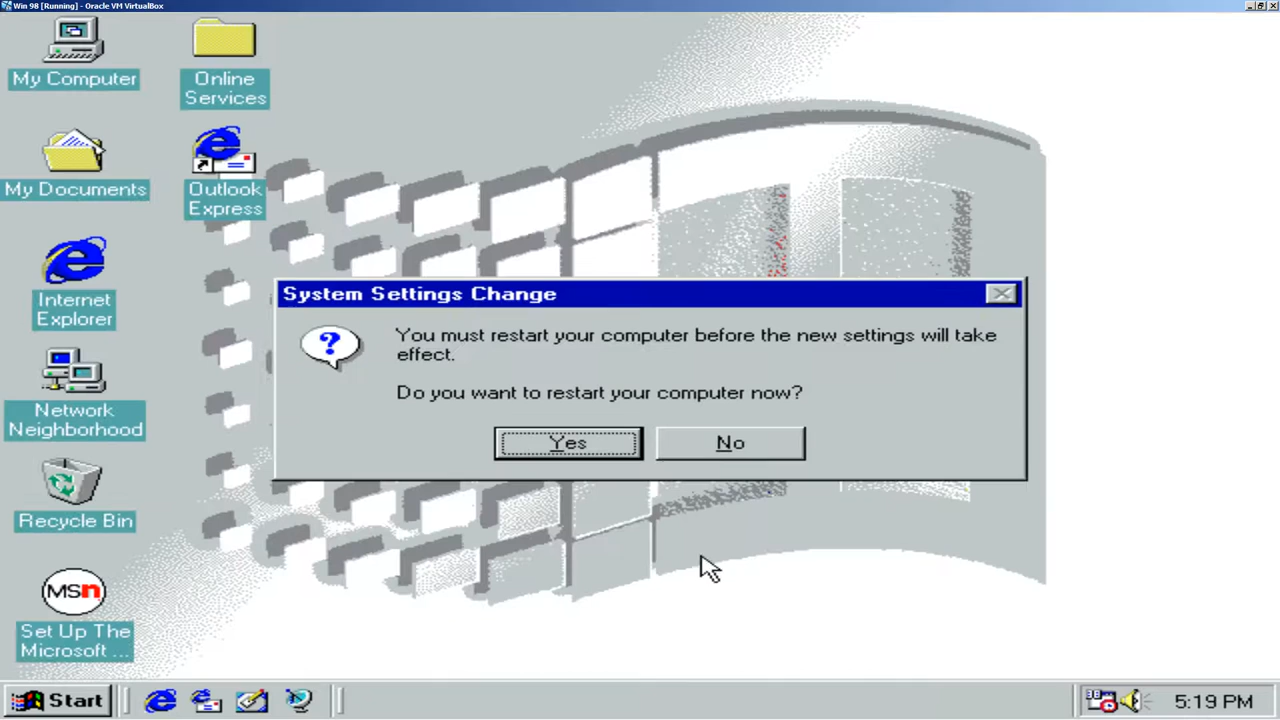 Win 98 [Running] - Oracle VM VirtualBox
My Computer
Online
Services
My Documents
Outlook
Express
Internet
Explorer
System Settings Change
You must restart your computer before the new settings will take
effect.
Do you want to restart your computer now?
Yes
No
Network
Neighborhood
Recycle Bin
MSn
Set Up The
Microsoft ...
Start
5:19 PM